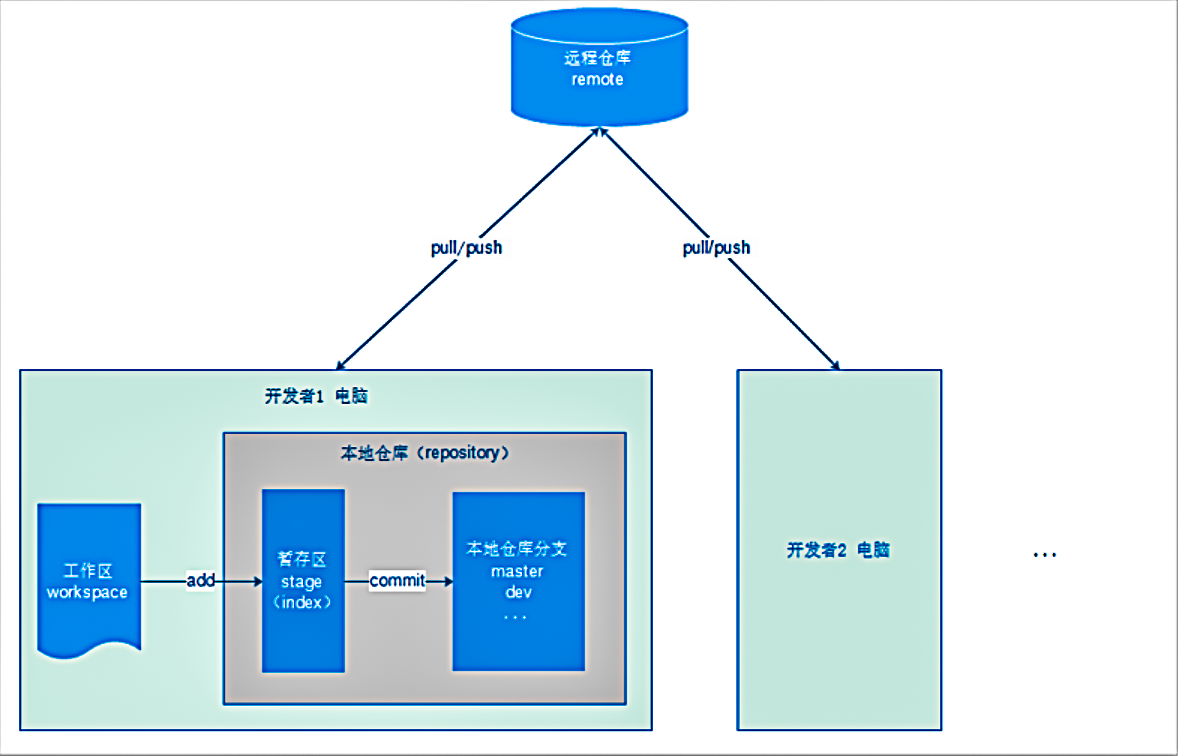 远程仓库
remote
pull/push
pull/push
开发者1 电脑
本地仓库（repository）
工作区
workspace
add
暂存区
stage
（index）
commit
本地仓库分支
master
dev
...
开发者2 电脑
...